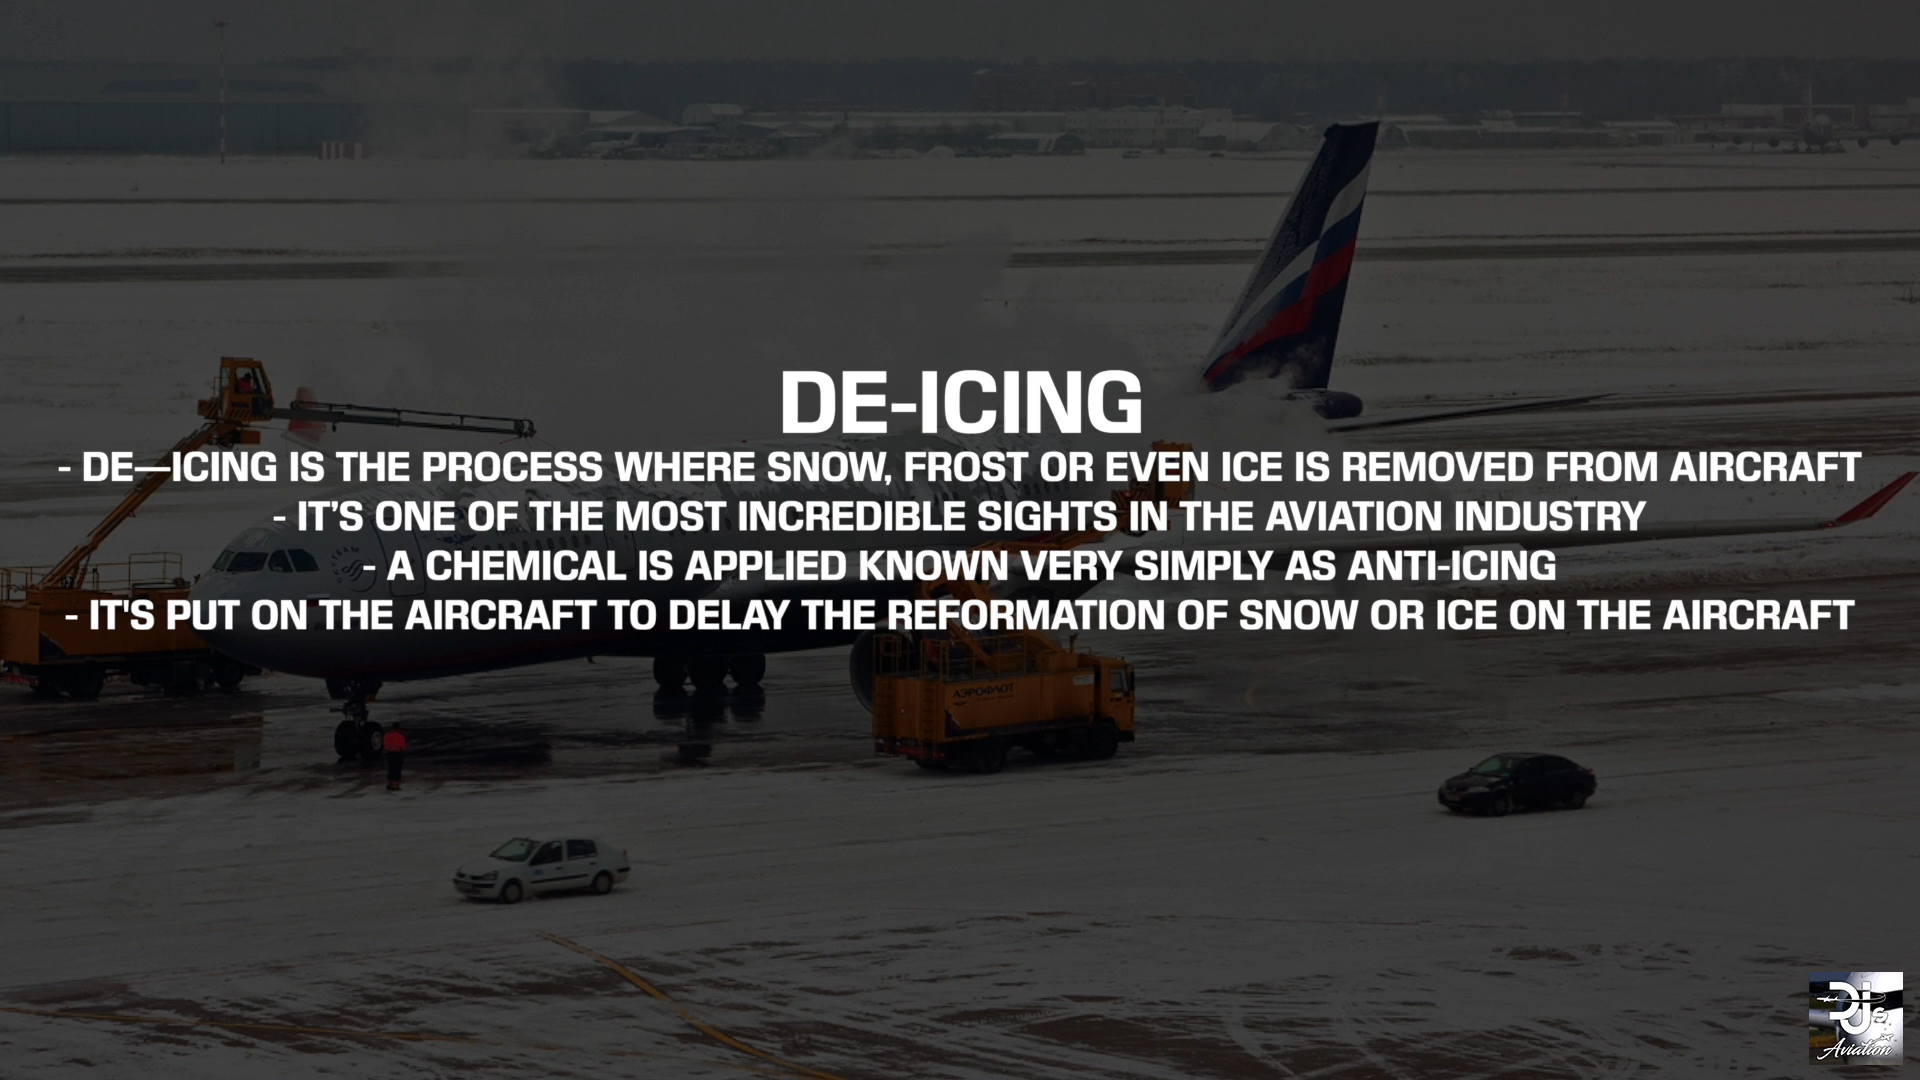 DE-ICING
- DE—ICING IS THE PROCESS WHERE SNOW, FROST OR EVEN ICE IS REMOVED FROM AIRCRAFT
- IT’S ONE OF THE MOST INCREDIBLE SIGHTS IN THE AVIATION INDUSTRY
- A CHEMICAL IS APPLIED KNOWN VERY SIMPLY AS ANTI-ICING
- IT'S PUT ON THE AIRCRAFT TO DELAY THE REFORMATION OF SNOW OR ICE ON THE AIRCRAFT
АЭРОФЛОТ
DJs
Aviation